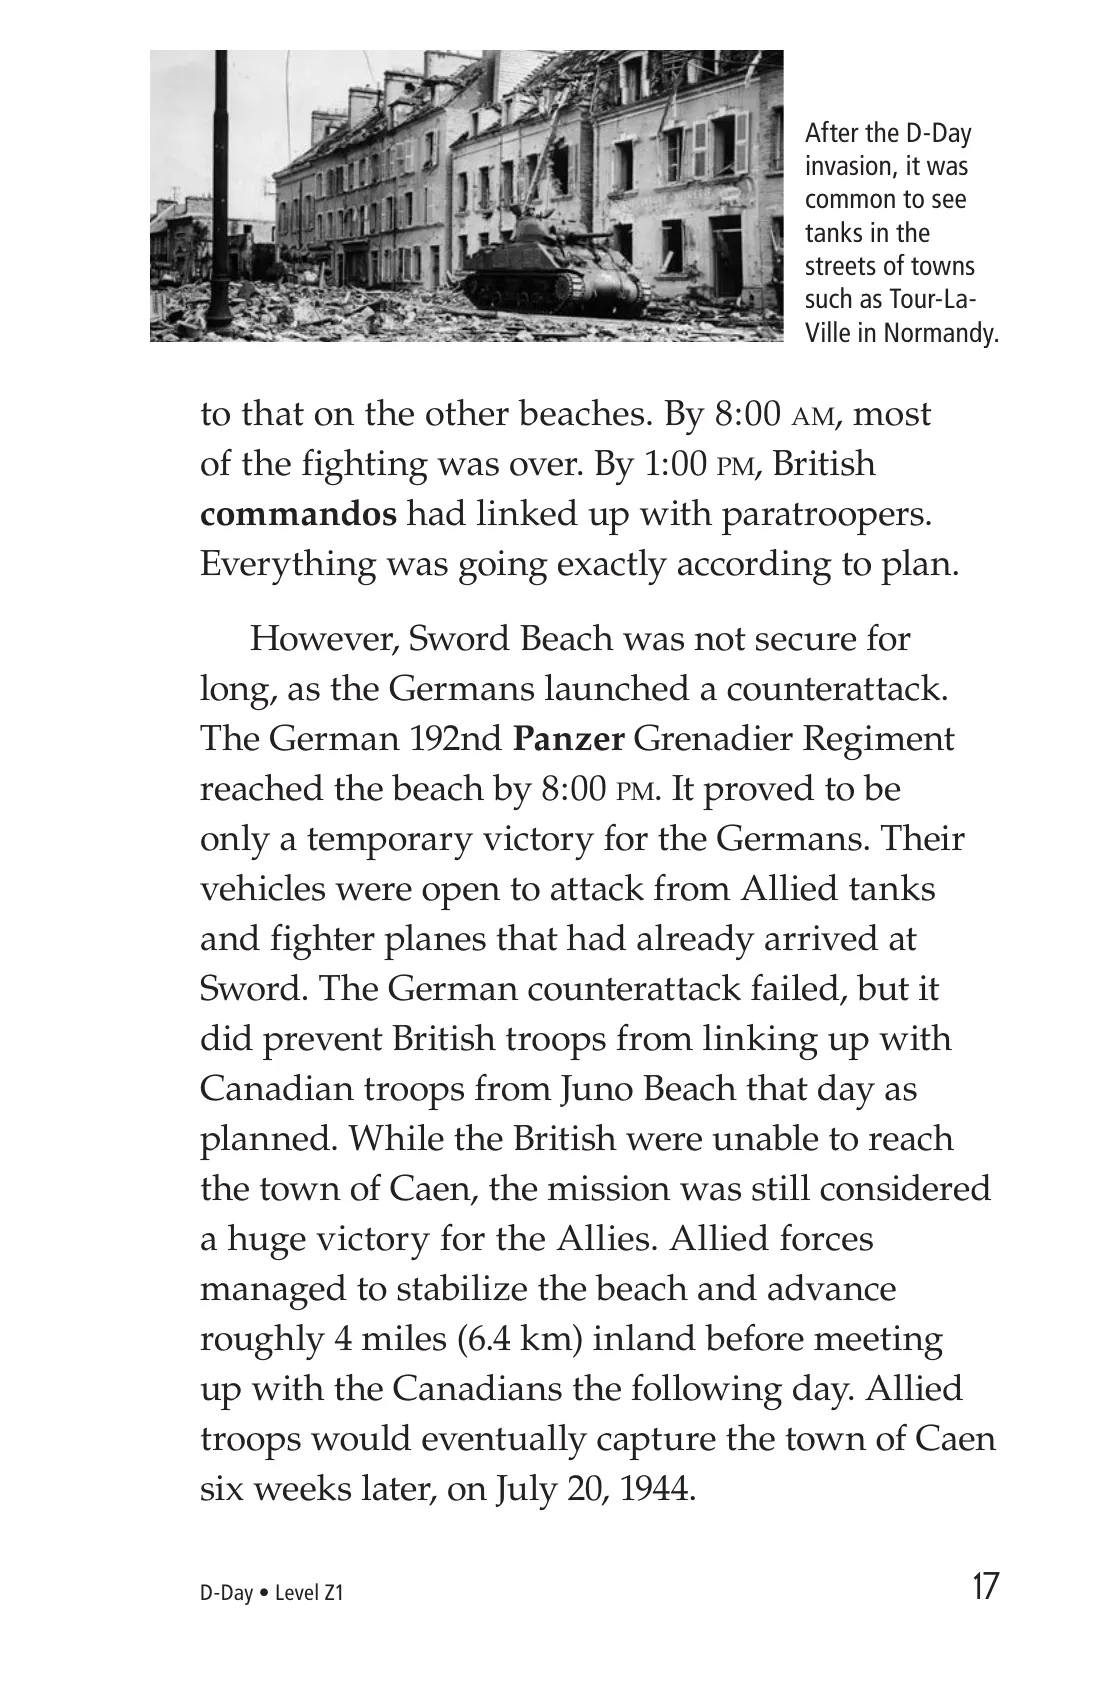 After the D-Day
invasion, it was
common to see
tanks in the
streets of towns
such as Tour-La-
Ville in Normandy.
to that on the other beaches. By 8:00 AM, most
of the fighting was over. By 1:00 PM, British
commandos had linked up with paratroopers.
Everything was going exactly according to plan.
However, Sword Beach was not secure for
long, as the Germans launched a counterattack.
The German 192nd Panzer Grenadier Regiment
reached the beach by 8:00 PM. It proved to be
only a temporary victory for the Germans. Their
vehicles were open to attack from Allied tanks
and fighter planes that had already arrived at
Sword. The German counterattack failed, but it
did prevent British troops from linking up with
Canadian troops from Juno Beach that day as
planned. While the British were unable to reach
the town of Caen, the mission was still considered
a huge victory for the Allies. Allied forces
managed to stabilize the beach and advance
roughly 4 miles (6.4 km) inland before meeting
up with the Canadians the following day. Allied
troops would eventually capture the town of Caen
six weeks later, on July 20, 1944.
D-Day • Level Z1
17